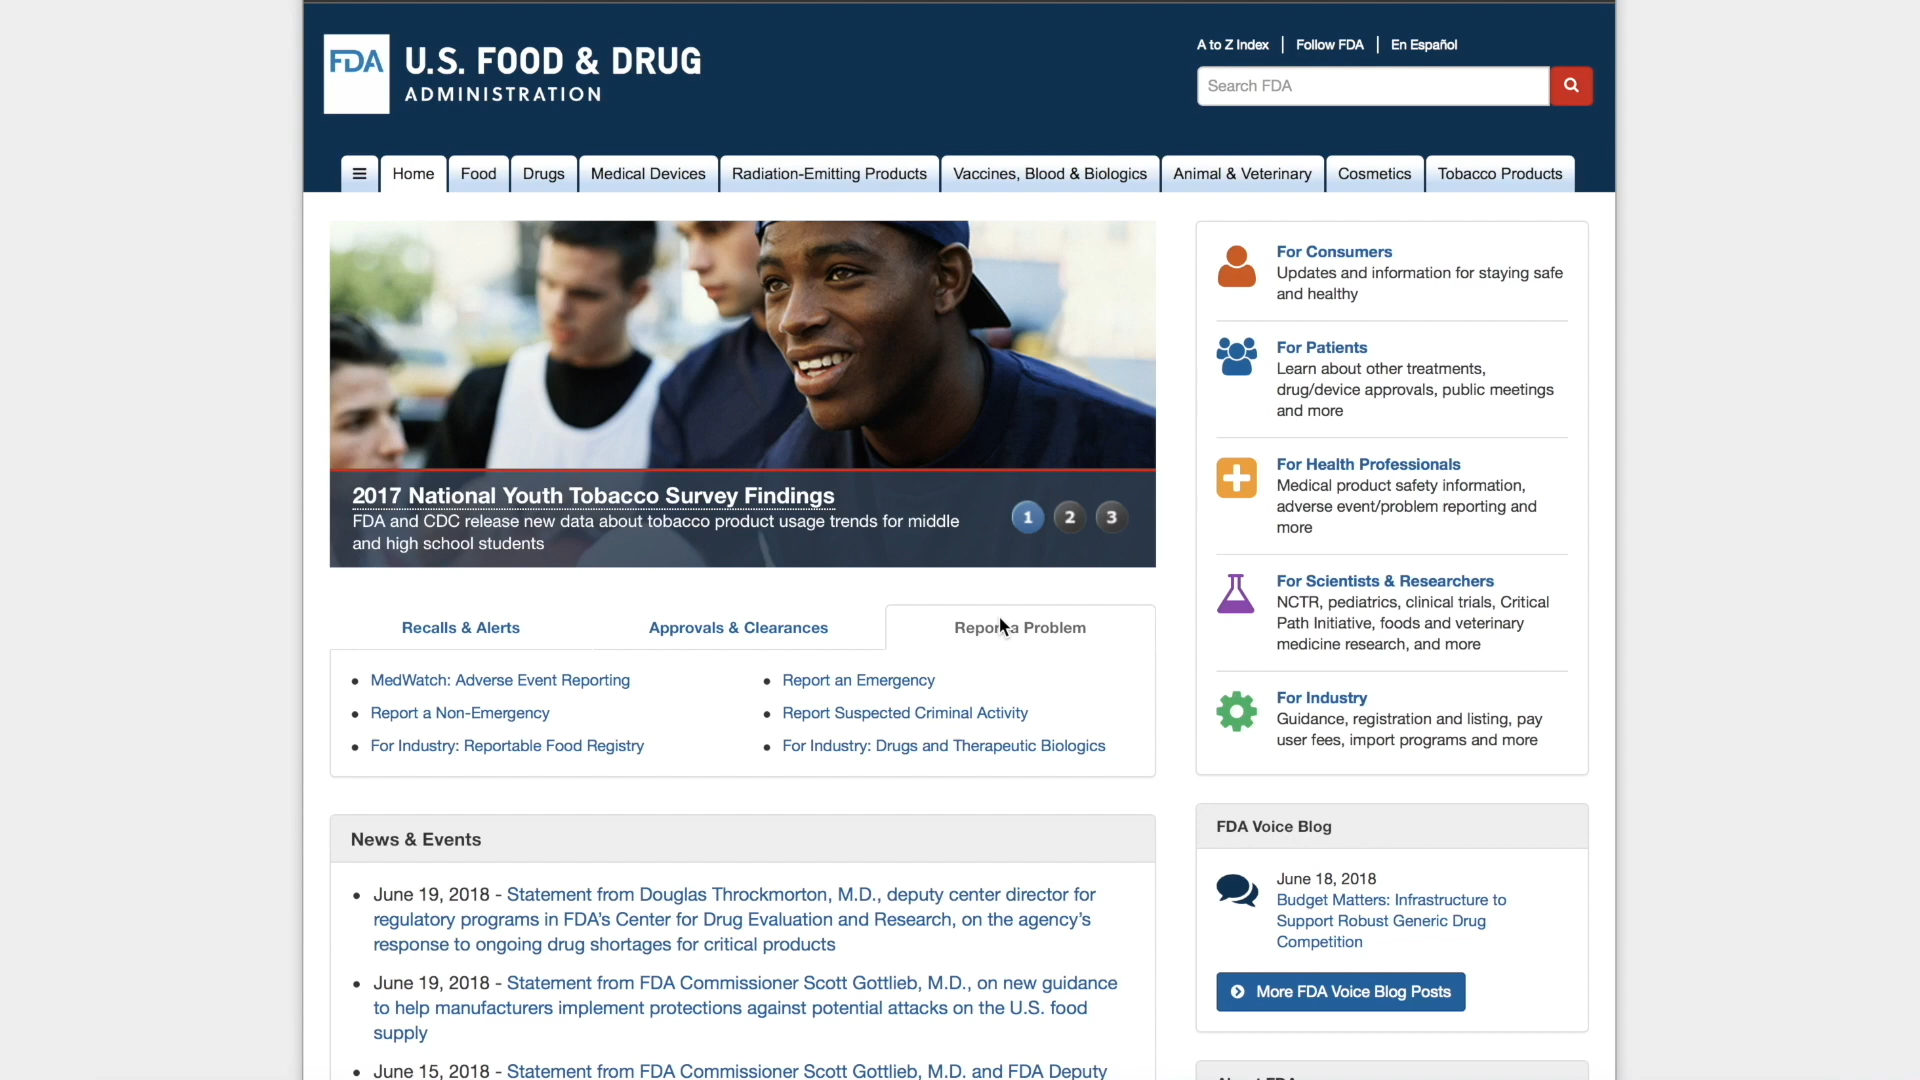 FDA
U.S. FOOD & DRUG
ADMINISTRATION
A to Z Index
Follow FDA
En Español
Search FDA
Home
Food
Drugs
Medical Devices
Radiation-Emitting Products
Vaccines, Blood & Biologics
Animal & Veterinary
Cosmetics
Tobacco Products
2017 National Youth Tobacco Survey Findings
FDA and CDC release new data about tobacco product usage trends for middle
and high school students
1 2 3
Recalls & Alerts
Approvals & Clearances
Report a Problem
MedWatch: Adverse Event Reporting
Report a Non-Emergency
For Industry: Reportable Food Registry
Report an Emergency
Report Suspected Criminal Activity
For Industry: Drugs and Therapeutic Biologics
News & Events
June 19, 2018 - Statement from Douglas Throckmorton, M.D., deputy center director for
regulatory programs in FDA’s Center for Drug Evaluation and Research, on the agency’s
response to ongoing drug shortages for critical products
June 19, 2018 - Statement from FDA Commissioner Scott Gottlieb, M.D., on new guidance
to help manufacturers implement protections against potential attacks on the U.S. food
supply
June 15, 2018 - Statement from FDA Commissioner Scott Gottlieb, M.D. and FDA Deputy
For Consumers
Updates and information for staying safe
and healthy
For Patients
Learn about other treatments,
drug/device approvals, public meetings
and more
For Health Professionals
Medical product safety information,
adverse event/problem reporting and
more
For Scientists & Researchers
NCTR, pediatrics, clinical trials, Critical
Path Initiative, foods and veterinary
medicine research, and more
For Industry
Guidance, registration and listing, pay
user fees, import programs and more
FDA Voice Blog
June 18, 2018
Budget Matters: Infrastructure to
Support Robust Generic Drug
Competition
More FDA Voice Blog Posts